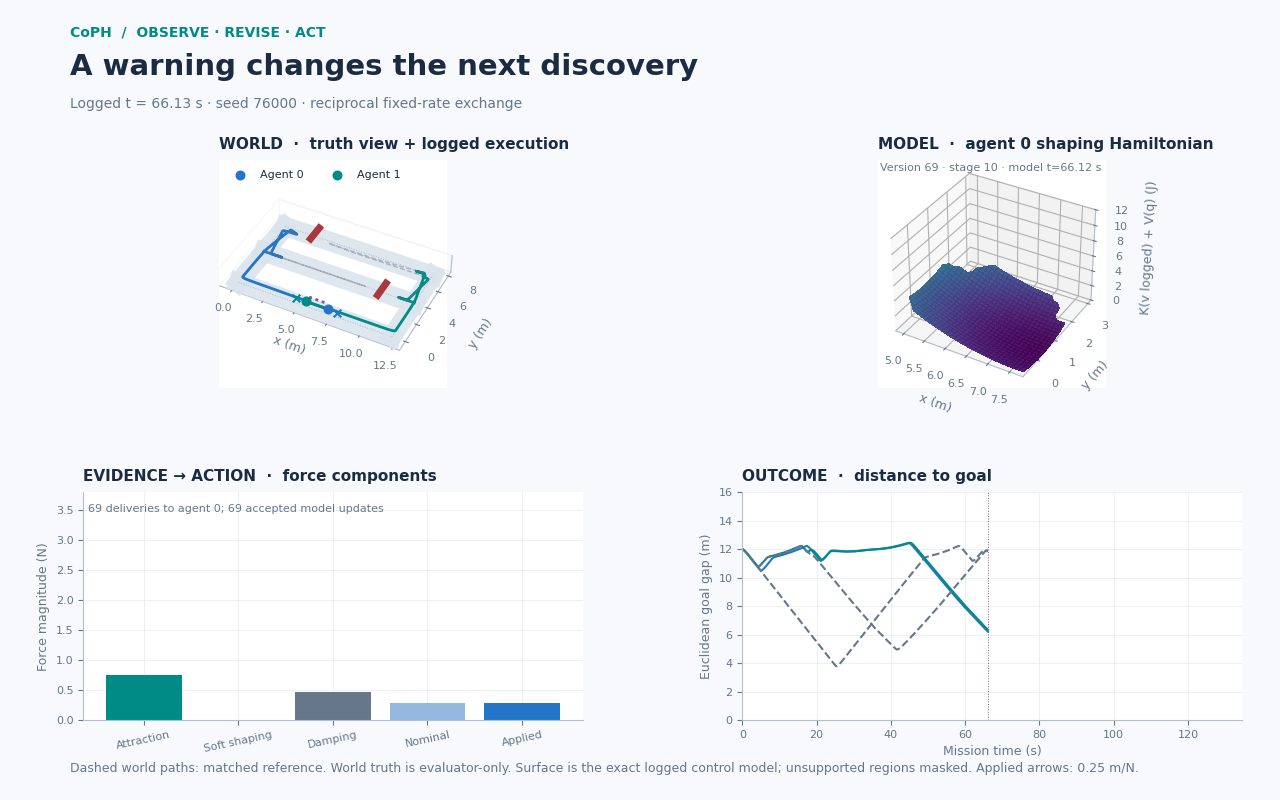 CoPH / OBSERVE · REVISE · ACT
A warning changes the next discovery
Logged t = 66.13 s · seed 76000 · reciprocal fixed-rate exchange
WORLD · truth view + logged execution
Agent 0
Agent 1
0.0
2.5
5.0
7.5
10.0
12.5
x (m)
0
2
4
6
8
y (m)
MODEL · agent 0 shaping Hamiltonian
Version 69 · stage 10 · model t=66.12 s
5.0
5.5
6.0
6.5
7.0
7.5
x (m)
0
1
2
3
y (m)
0
2
4
6
8
10
12
K(v logged) + V(q) (J)
EVIDENCE → ACTION · force components
69 deliveries to agent 0; 69 accepted model updates
3.5
3.0
2.5
2.0
1.5
1.0
0.5
0.0
Force magnitude (N)
Attraction
Soft shaping
Damping
Nominal
Applied
OUTCOME · distance to goal
16
14
12
10
8
6
4
2
0
Euclidean goal gap (m)
0
20
40
60
80
100
120
Mission time (s)
Dashed world paths: matched reference. World truth is evaluator-only. Surface is the exact logged control model; unsupported regions masked. Applied arrows: 0.25 m/N.